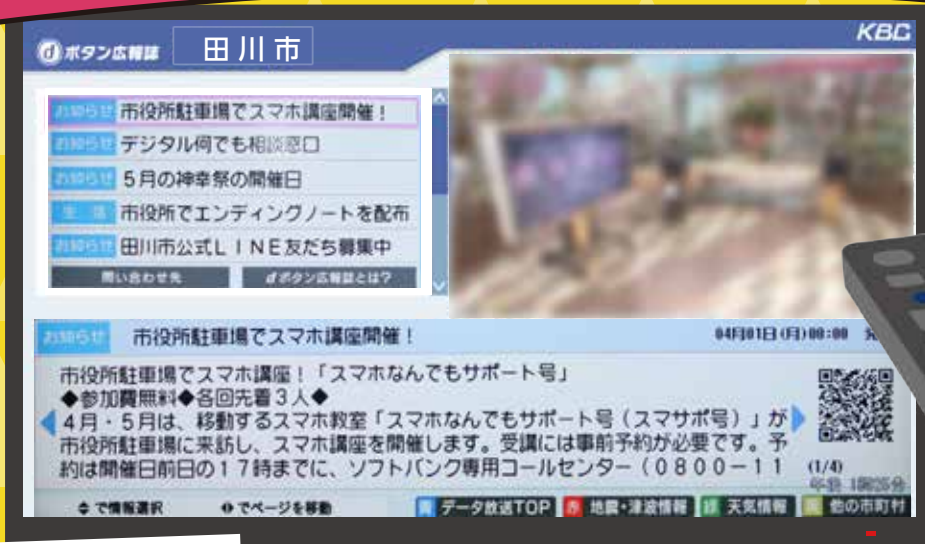 dボタン広報誌 田川市
KBC
お知らせ 市役所駐車場でスマホ講座開催！
お知らせ デジタル何でも相談窓口
お知らせ 5月の神幸祭の開催日
生活 市役所でエンディングノートを配布
お知らせ 田川市公式ＬＩＮＥ友だち募集中
問い合わせ先 dボタン広報誌とは？
お知らせ 市役所駐車場でスマホ講座開催！ 04月01日(月)00:00
市役所駐車場でスマホ講座！「スマホなんでもサポート号」
◆参加費無料◆各回先着３人◆
４月・５月は、移動するスマホ教室「スマホなんでもサポート号（スマサポ号）」が
市役所駐車場に来訪し、スマホ講座を開催します。受講には事前予約が必要です。予
約は開催日前日の１７時までに、ソフトバンク専用コールセンター（０８００－１１
(1/4)
で情報選択 でページを移動 青 データ放送TOP 赤 地震・津波情報 緑 天気情報 他の市町村